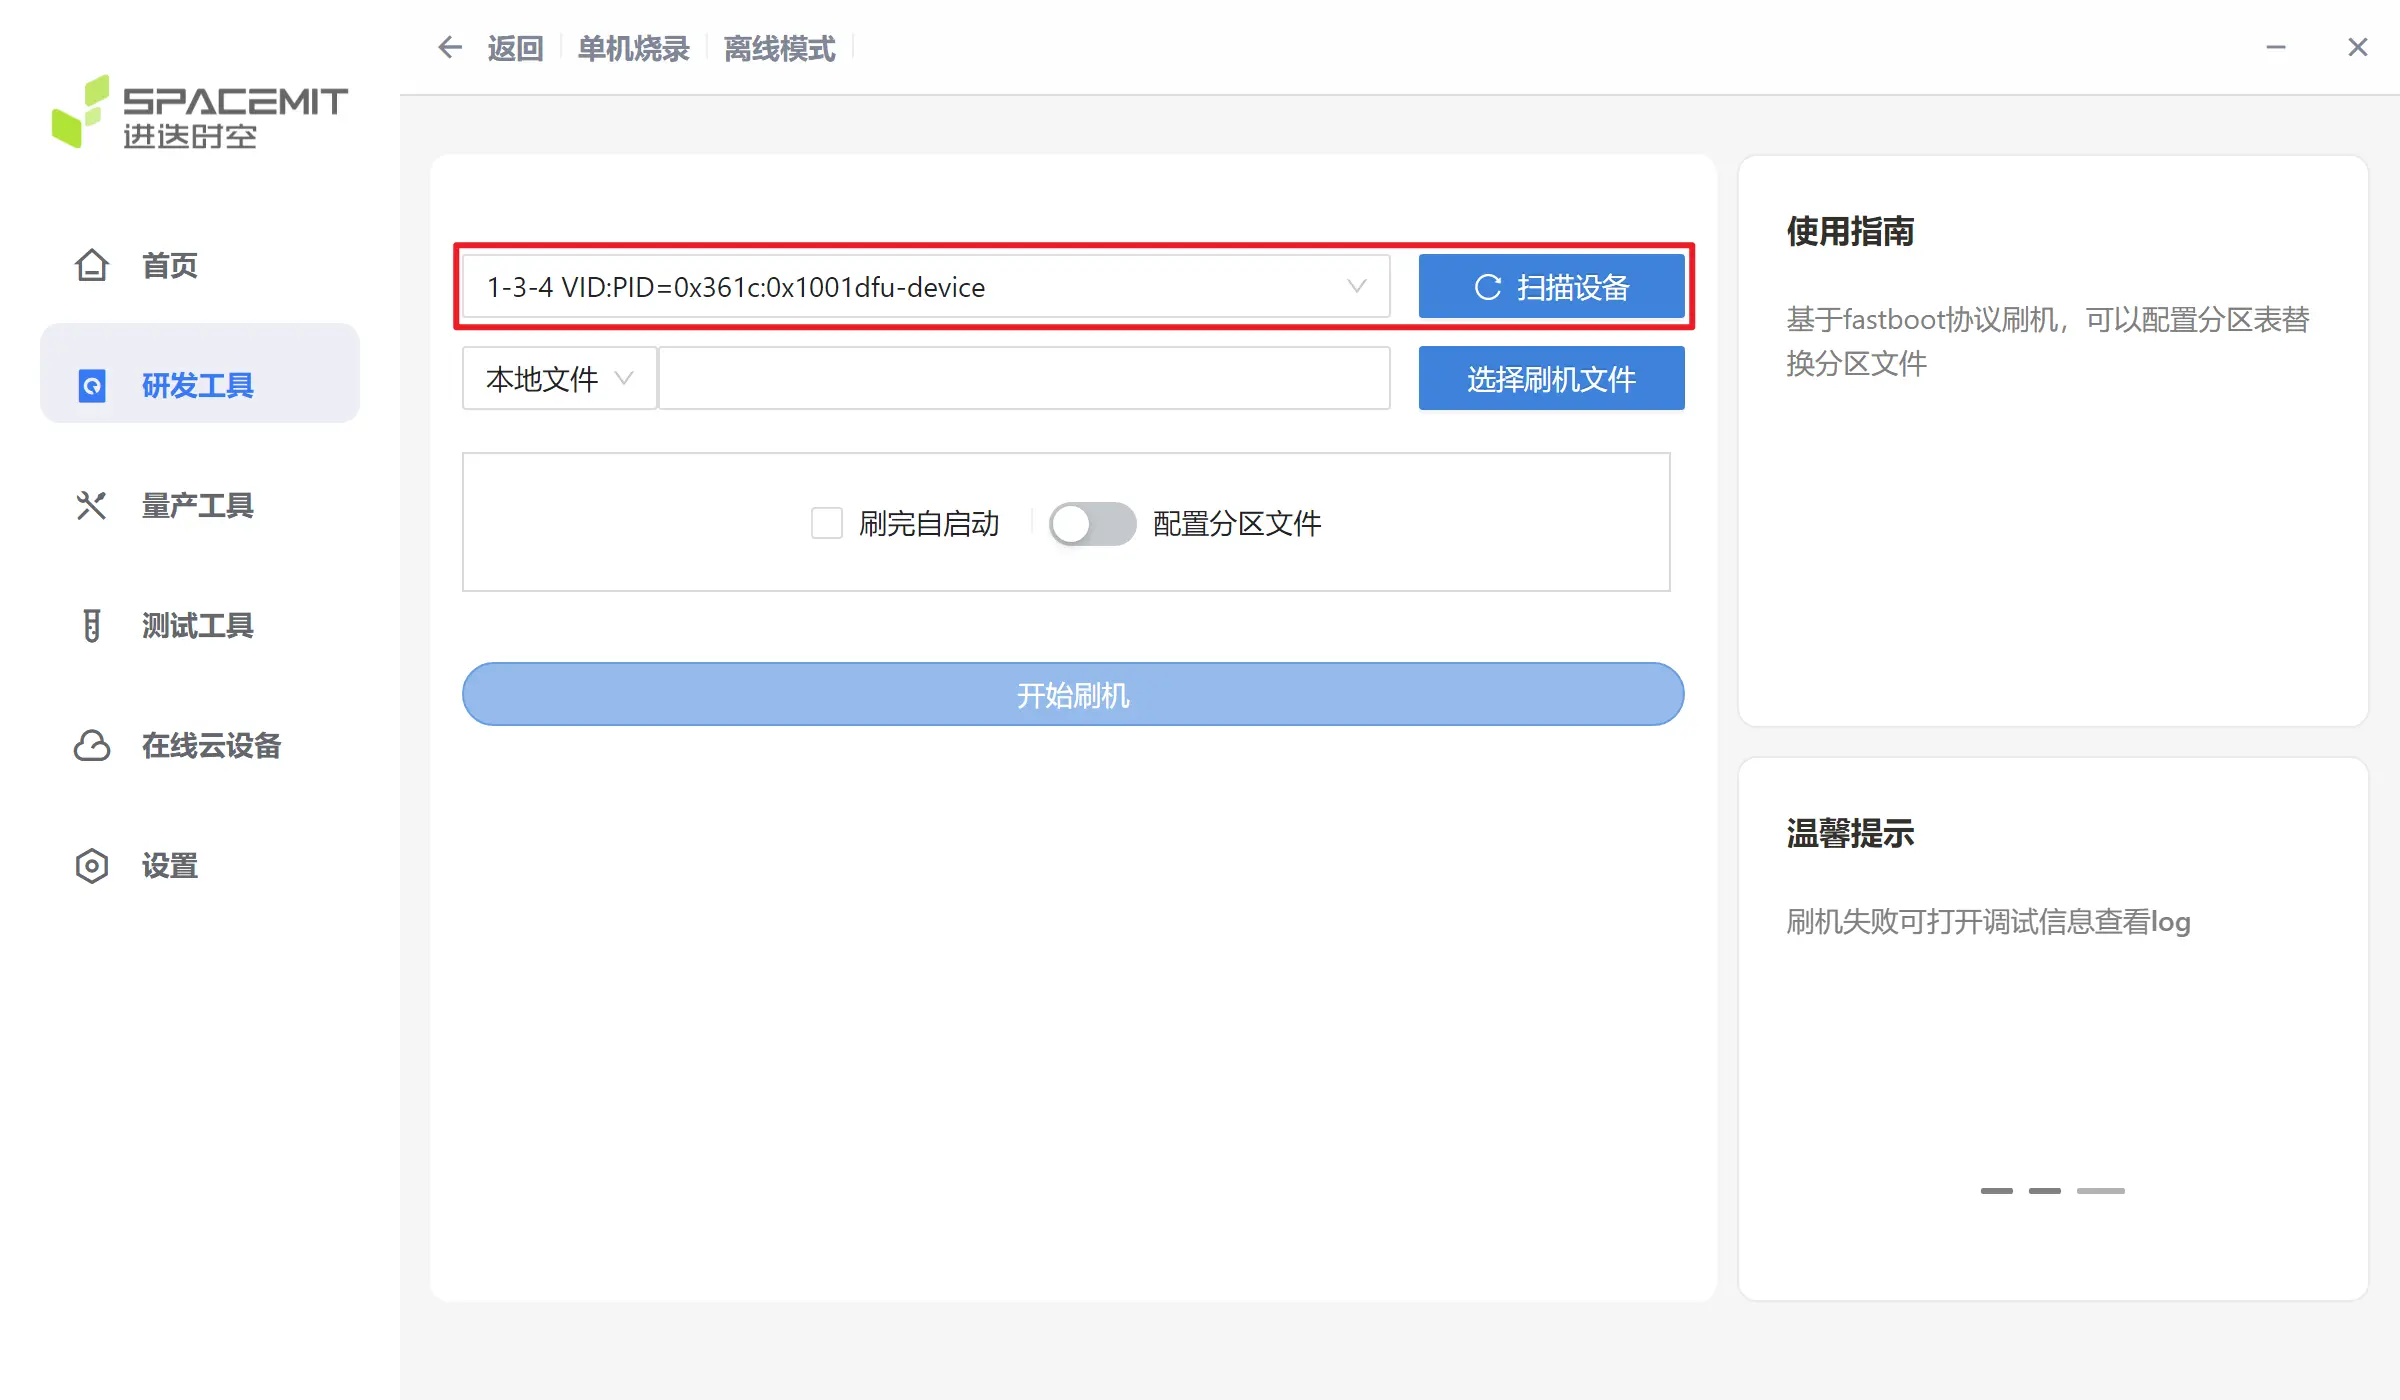 返回
单机烧录
离线模式
SPACEMIT
进迭时空
首页
研发工具
量产工具
测试工具
在线云设备
设置
1-3-4 VID:PID=0x361c:0x1001dfu-device
扫描设备
本地文件
选择刷机文件
刷完自启动
配置分区文件
开始刷机
使用指南
基于fastboot协议刷机，可以配置分区表替
换分区文件
温馨提示
刷机失败可打开调试信息查看log